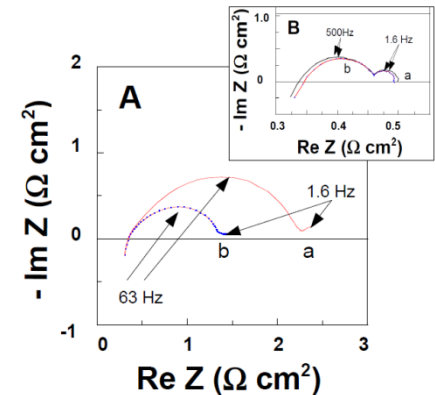 B
1.0
500Hz
1.6 Hz
b
a
0
- Im Z (Ω cm²)
0.3
0.4
0.5
Re Z (Ω cm²)
2
A
1
1.6 Hz
0
b
a
63 Hz
-1
- Im Z (Ω cm²)
0
1
2
3
Re Z (Ω cm²)